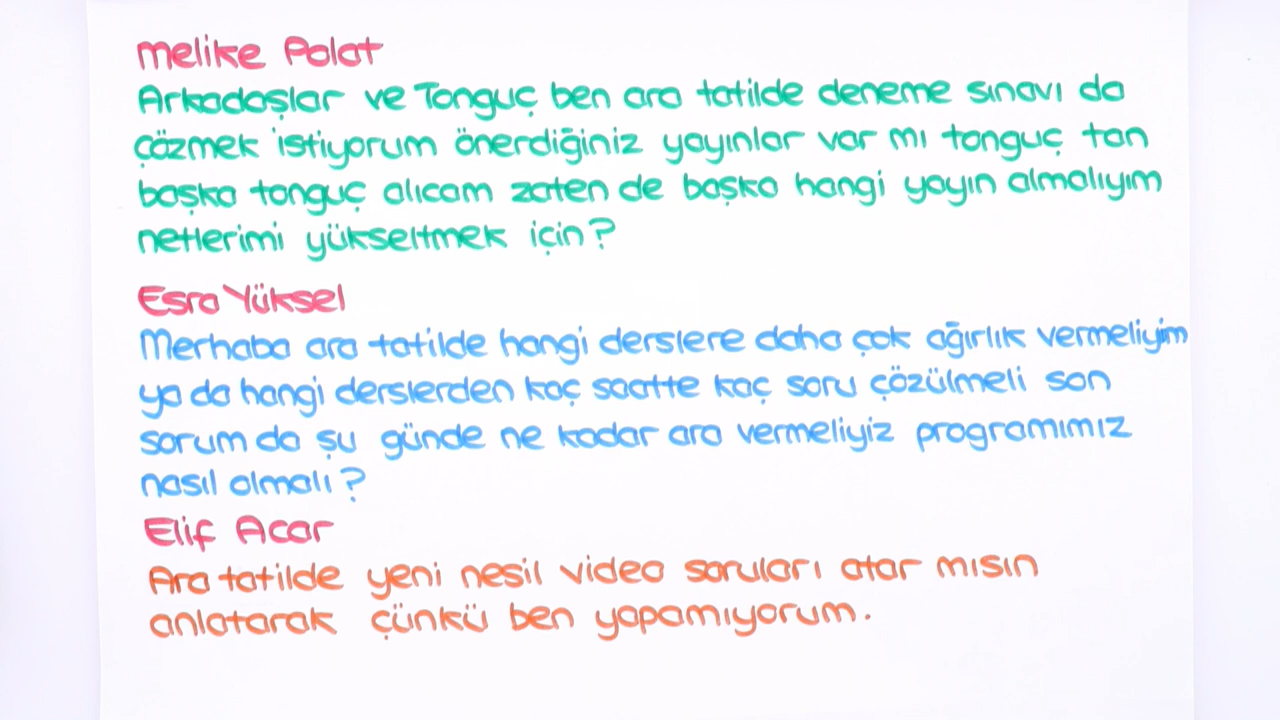 Melike Polat
Arkadaşlar ve Tonguç ben ara tatilde deneme sınavı da
çözmek istiyorum önerdiğiniz yayınlar var mı tonguç tan
başka tonguç alıcam zaten de başka hangi yayın almalıyım
netlerimi yükseltmek için?
Esra Yüksel
Merhaba ara tatilde hangi derslere daha çok ağırlık vermeliyim
ya da hangi derslerden kaç saatte kaç soru çözülmeli son
sorum da şu günde ne kadar ara vermeliyiz programımız
nasıl olmalı?
Elif Acar
Ara tatilde yeni nesil video soruları atar mısın
anlatarak çünkü ben yapamıyorum.